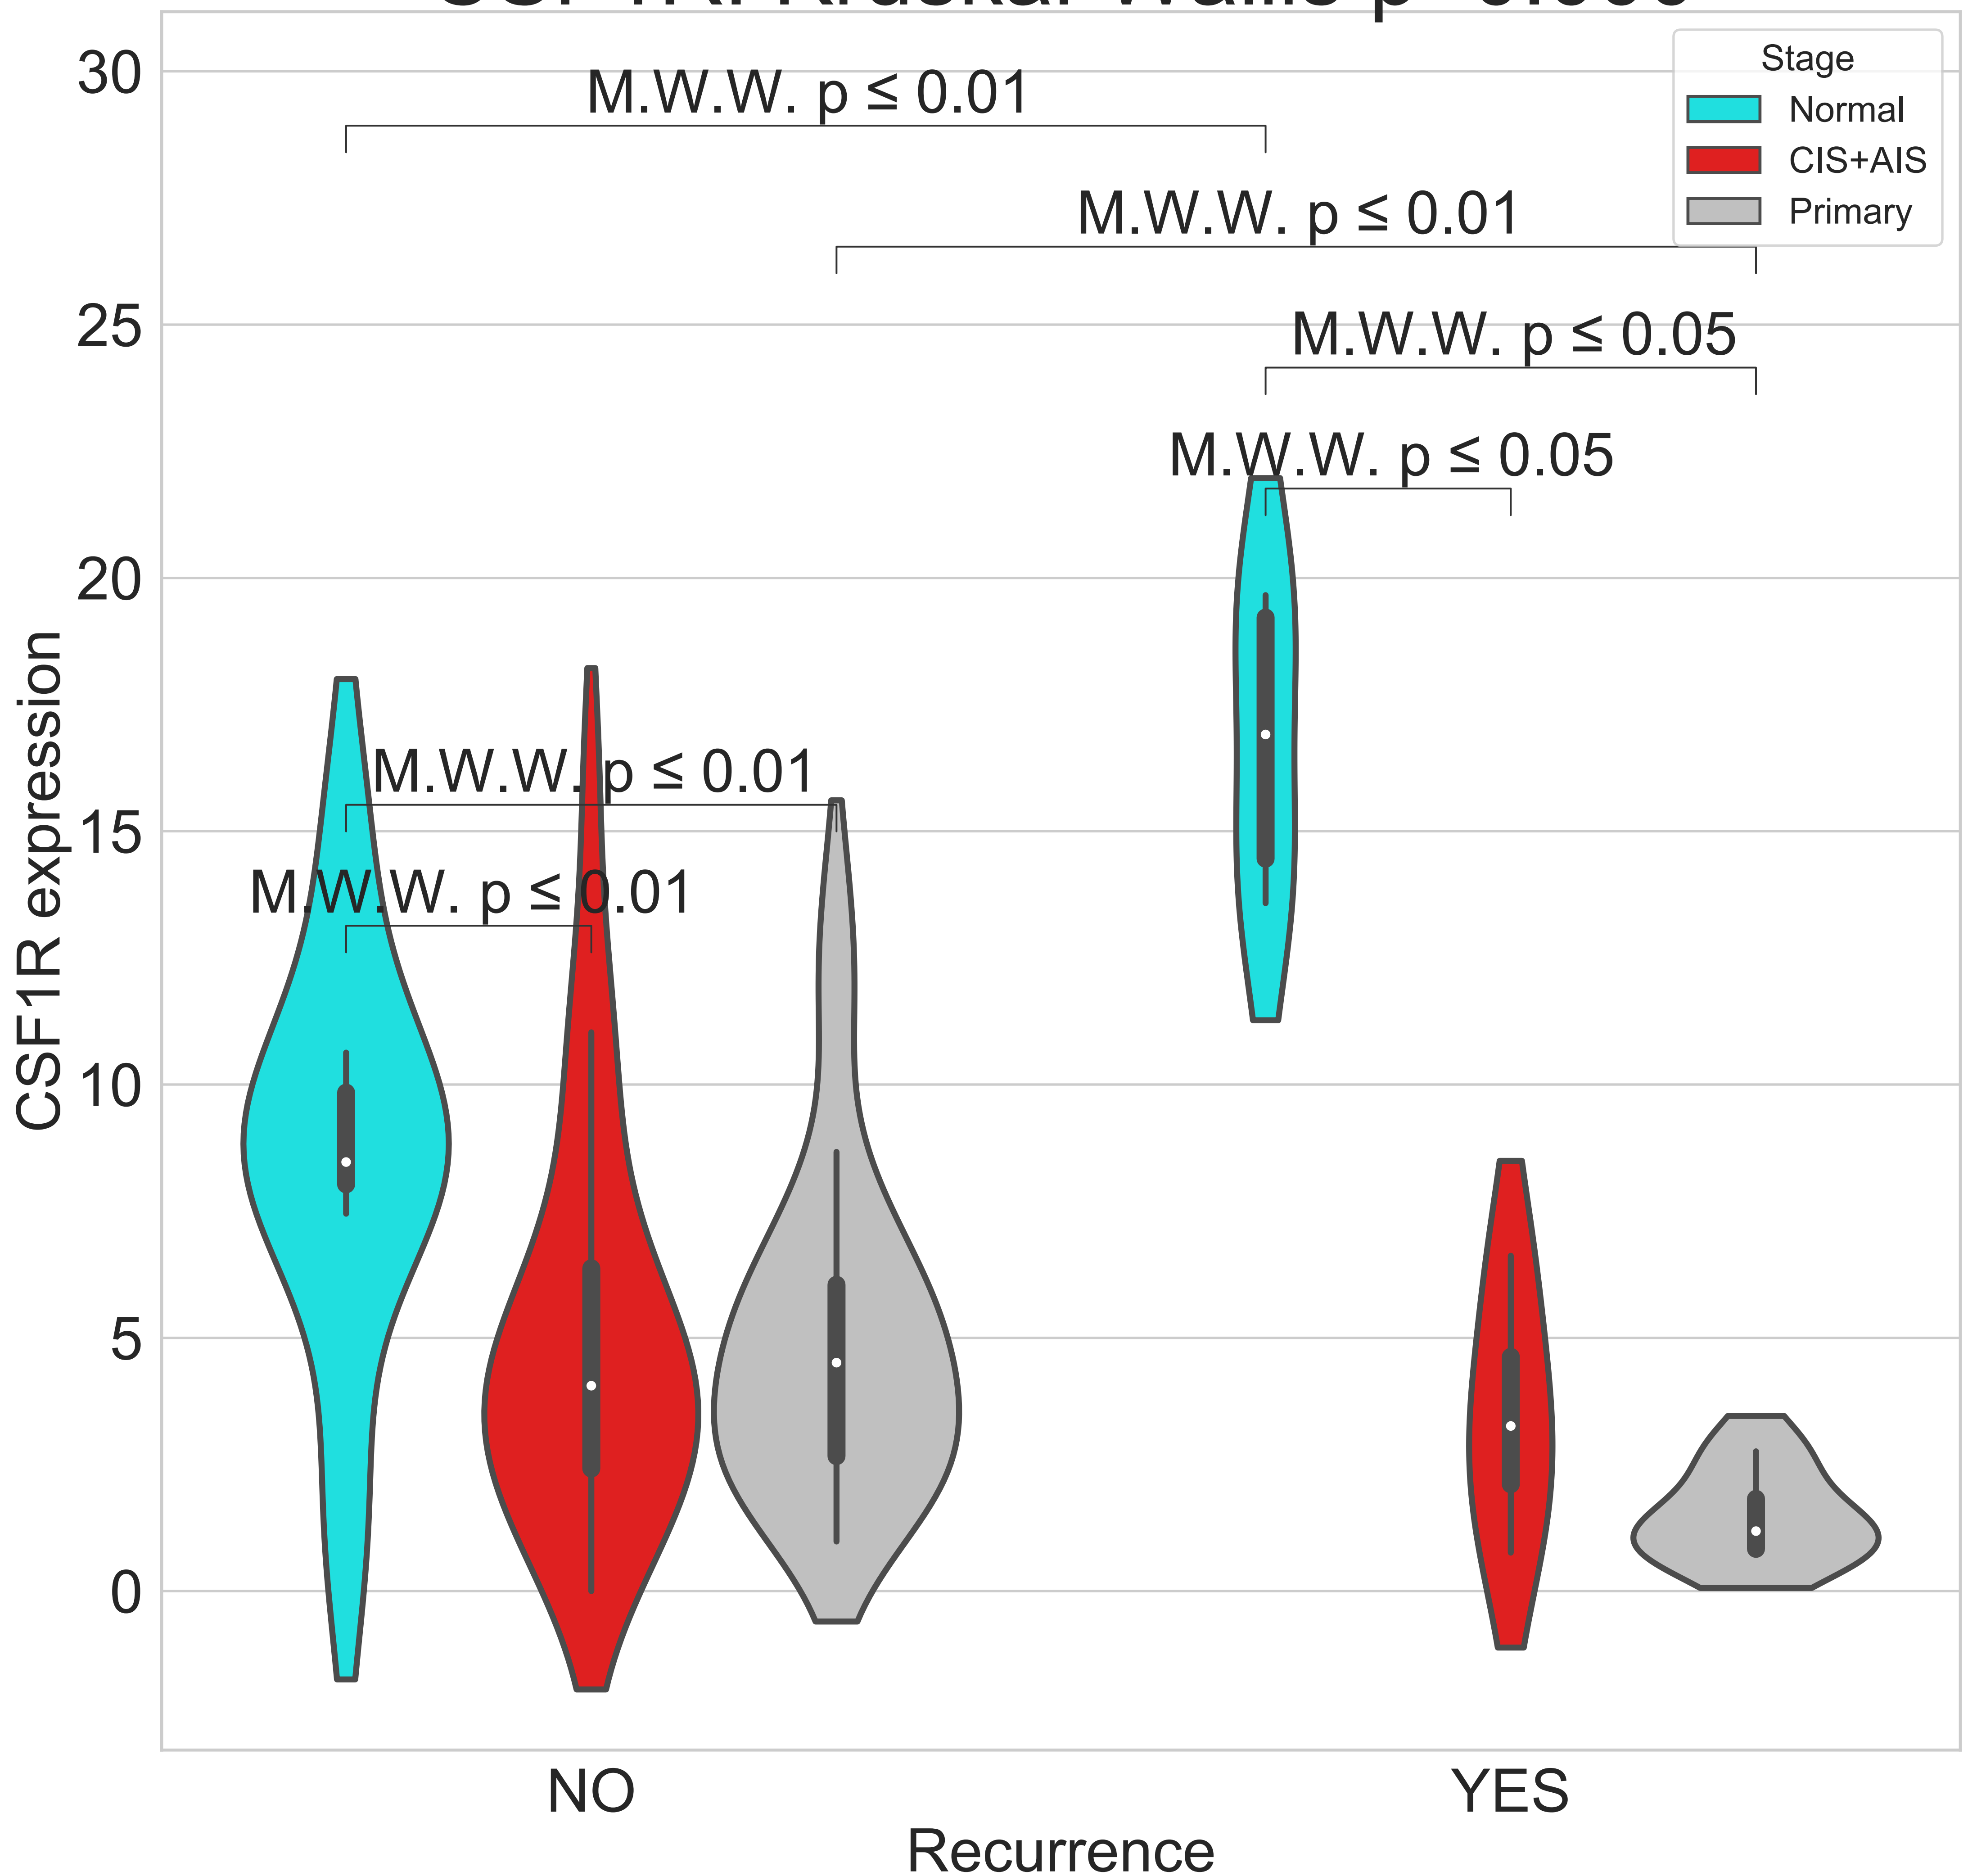 30
M.W.W. p ≤ 0.01
Stage
Normal
CIS+AIS
Primary
M.W.W. p ≤ 0.01
25
M.W.W. p ≤ 0.05
M.W.W. p ≤ 0.05
20
M.W.W. p ≤ 0.01
15
M.W.W. p ≤ 0.01
10
5
0
CSF1R expression
NO
YES
Recurrence